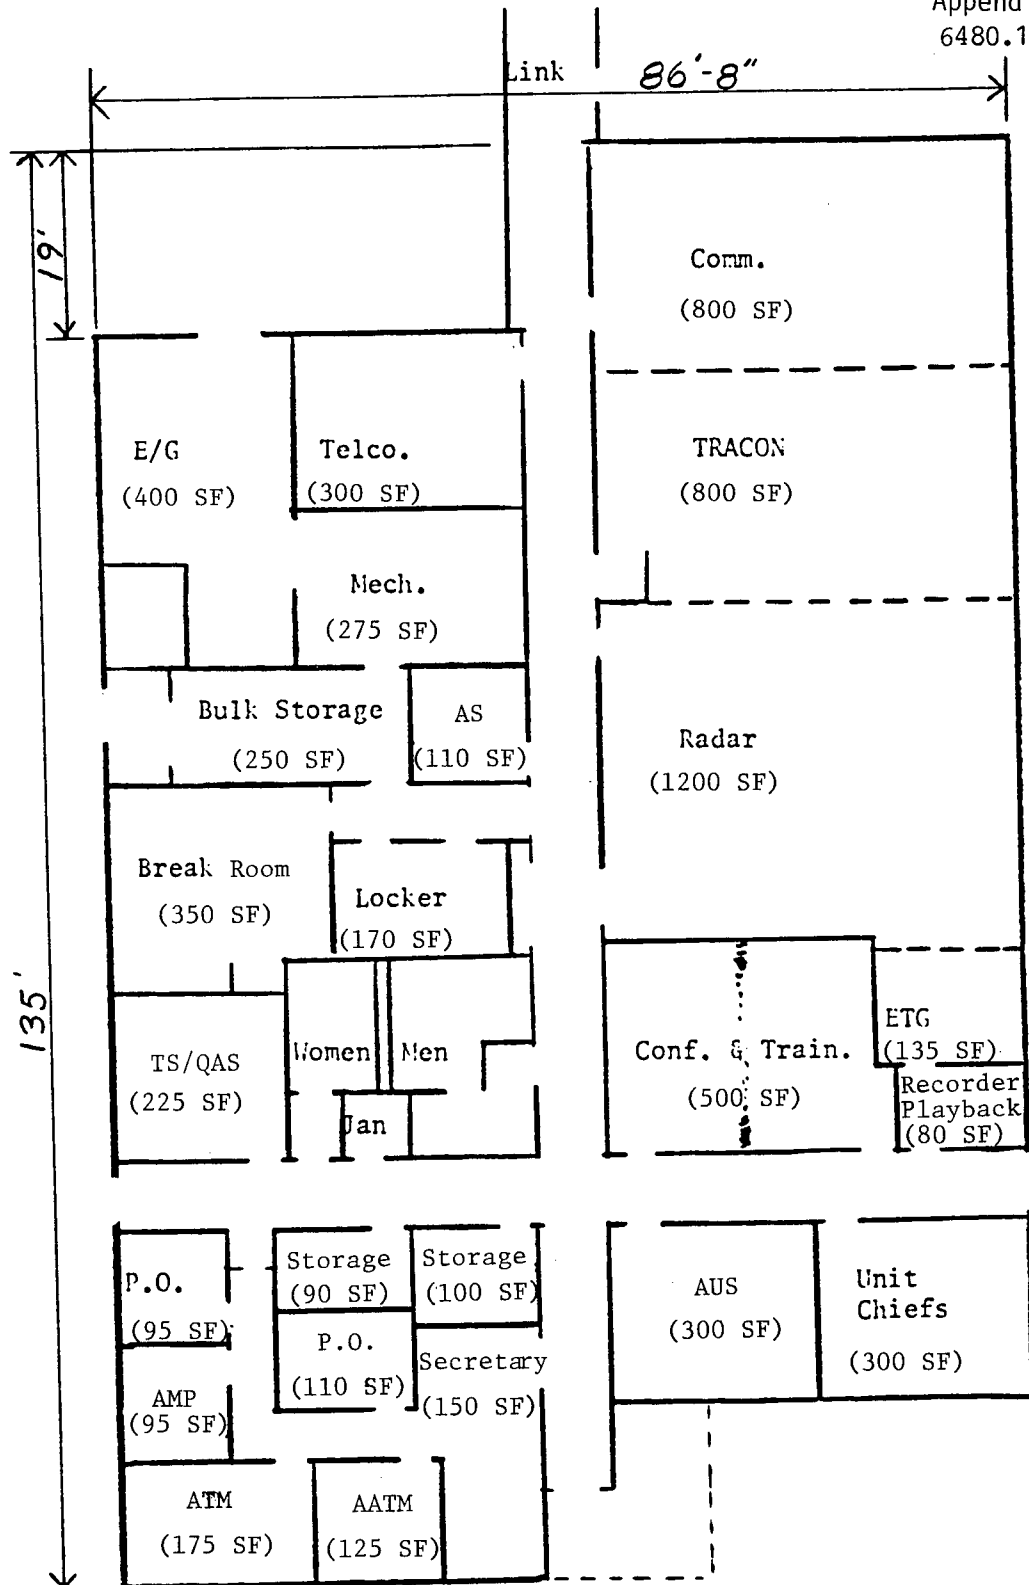 Append
6480.1
Link
86'-8"
19'
135'
Comm.
(800 SF)
E/G
(400 SF)
Telco.
(300 SF)
TRACON
(800 SF)
Mech.
(275 SF)
Bulk Storage
(250 SF)
AS
(110 SF)
Radar
(1200 SF)
Break Room
(350 SF)
Locker
(170 SF)
TS/QAS
(225 SF)
Women
Men
Jan
Conf. & Train.
(500 SF)
ETG
(135 SF)
Recorder
Playback
(80 SF)
P.O.
(95 SF)
Storage
(90 SF)
Storage
(100 SF)
P.O.
(110 SF)
Secretary
(150 SF)
AMP
(95 SF)
AUS
(300 SF)
Unit
Chiefs
(300 SF)
ATM
(175 SF)
AATM
(125 SF)